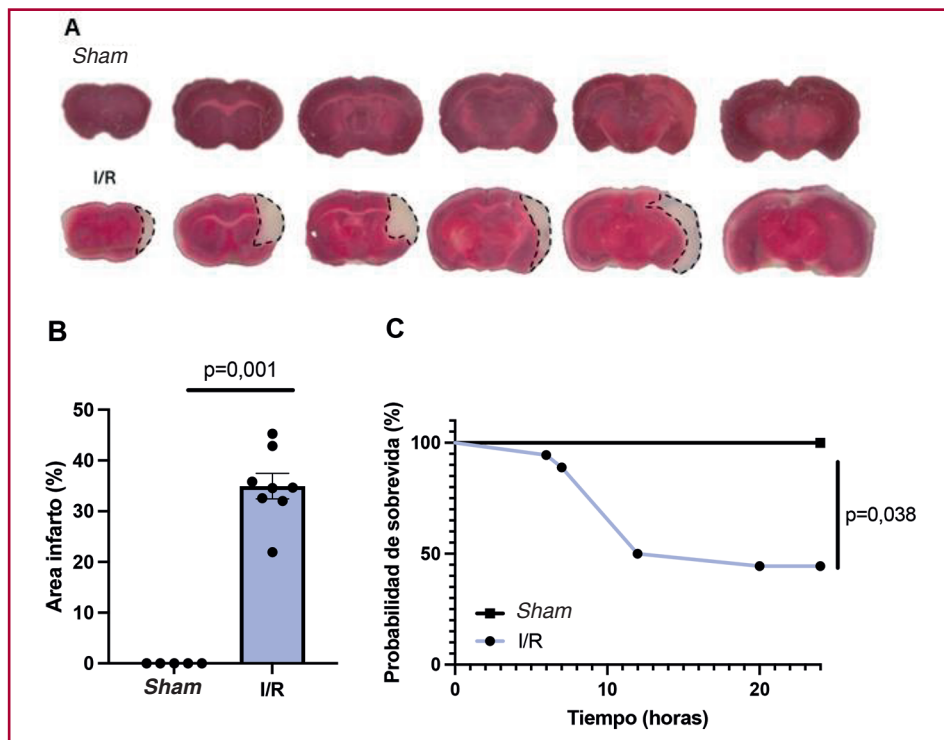 A
Sham
I/R
B
p=0,001
Area infarto (%)
50
40
30
20
10
0
Sham
I/R
C
Probabilidad de sobrevida (%)
100
50
0
p=0,038
Sham
I/R
0
10
20
Tiempo (horas)